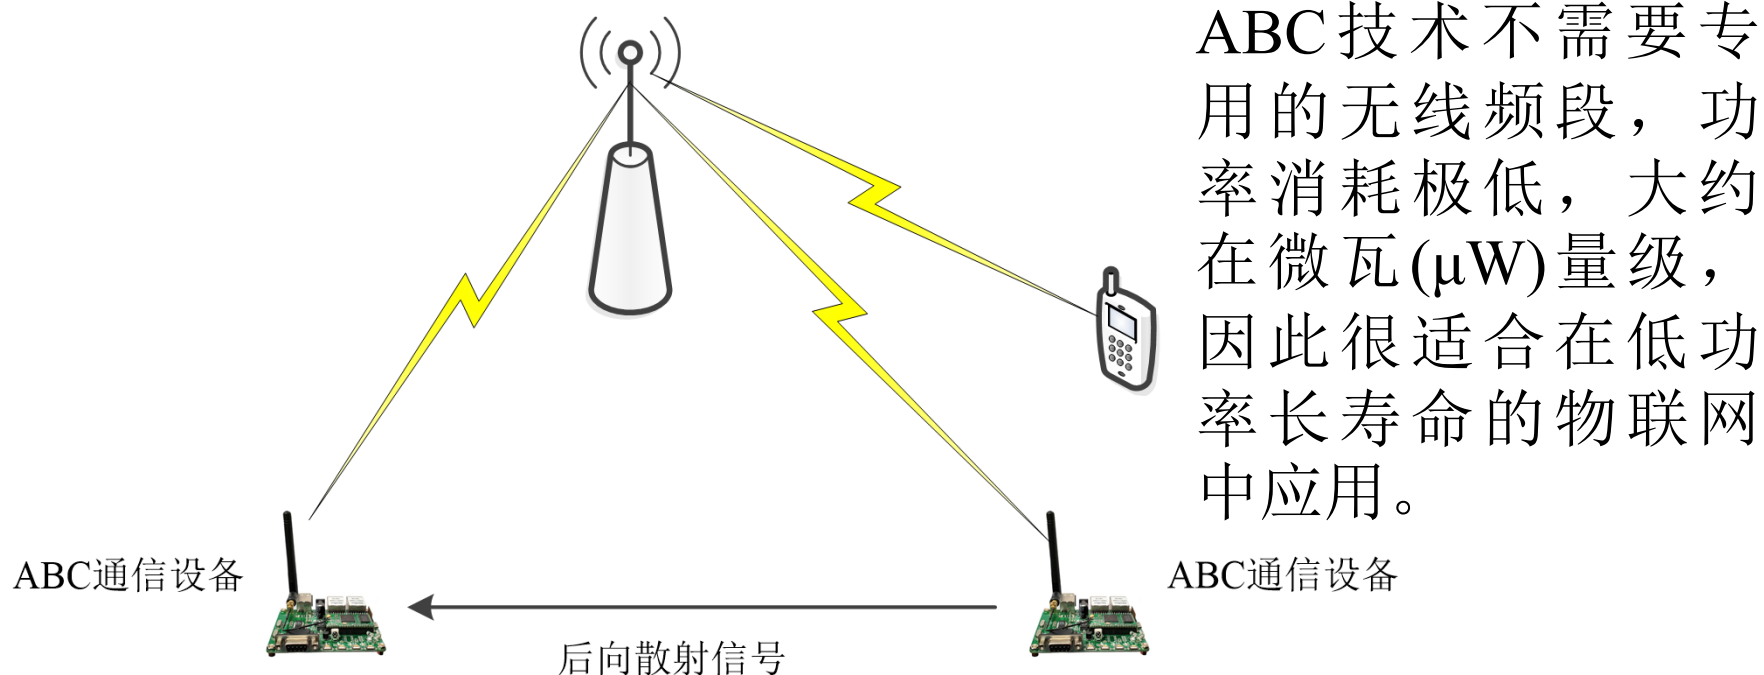 ABC技术不需要专
用的无线频段，功
率消耗极低，大约
在微瓦(μW)量级，
因此很适合在低功
率长寿命的物联网
中应用。
ABC通信设备
ABC通信设备
后向散射信号